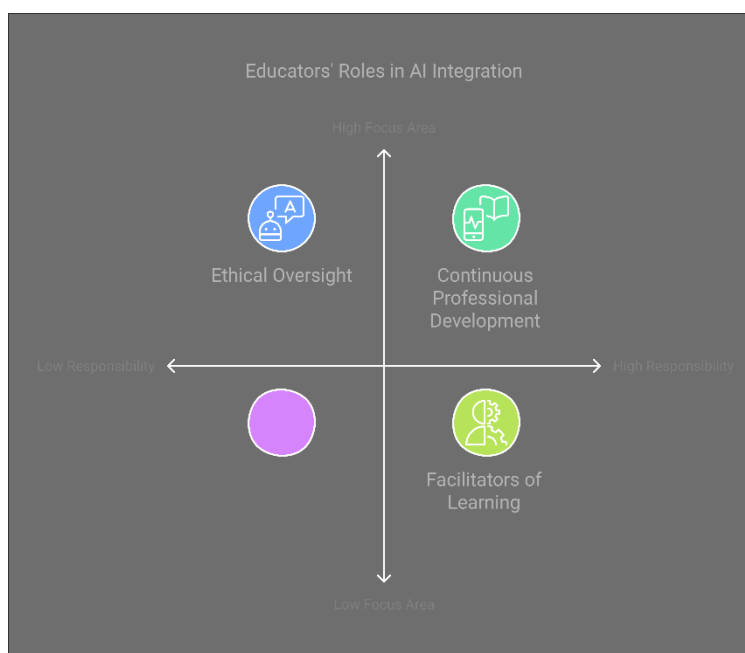 Educators' Roles in AI Integration
High Focus Area
A
Ethical Oversight
Continuous
Professional
Development
Low Responsibility
High Responsibility
Facilitators of
Learning
Low Focus Area